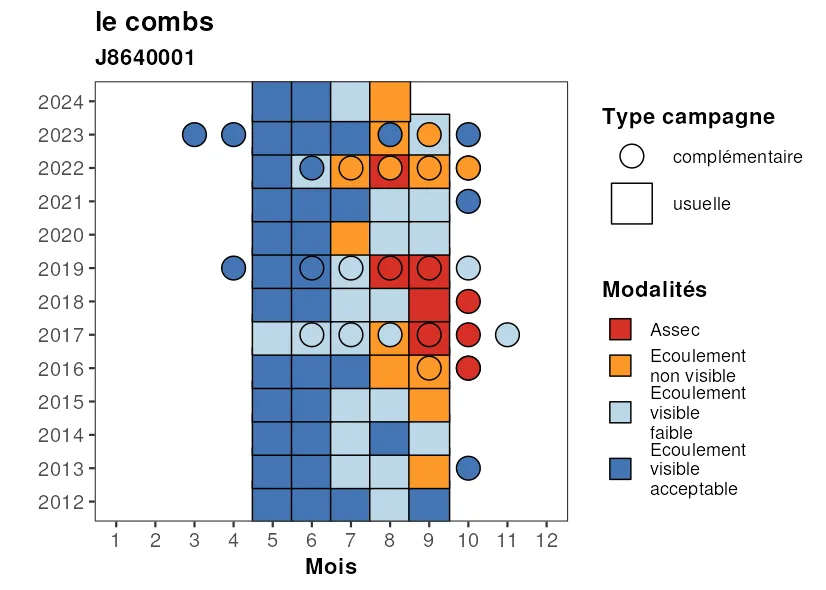 le combs
J8640001
2024
2023
2022
2021
2020
2019
2018
2017
2016
2015
2014
2013
2012
1 2 3 4 5 6 7 8 9 10 11 12
Mois
Type campagne
complémentaire
usuelle
Modalités
Assec
Ecoulement
non visible
Ecoulement
visible
faible
Ecoulement
visible
acceptable